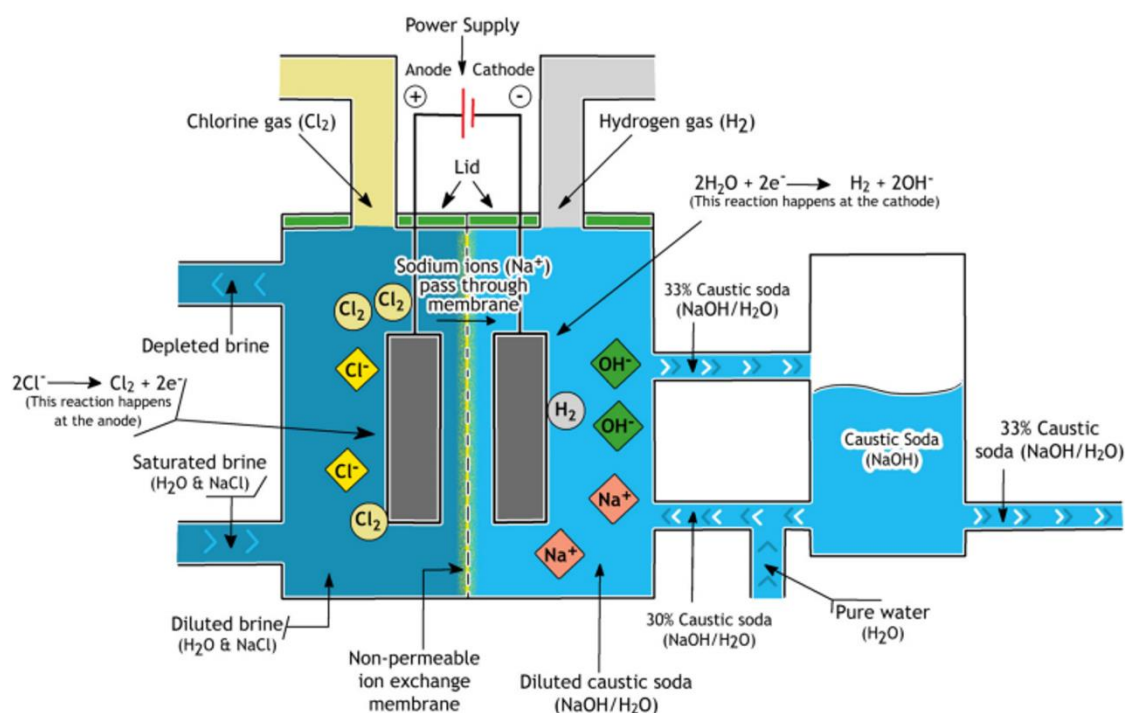 Power Supply
Anode
Cathode
+
-
Chlorine gas (Cl₂)
Hydrogen gas (H₂)
Lid
2H₂O + 2e⁻ ⟶ H₂ + 2OH⁻
(This reaction happens at the cathode)
Sodium ions (Na⁺)
pass through
membrane
33% Caustic soda
(NaOH/H₂O)
Cl₂
Cl₂
Depleted brine
Cl⁻
OH⁻
2Cl⁻ ⟶ Cl₂ + 2e⁻
(This reaction happens
at the anode)
H₂
OH⁻
Caustic Soda
(NaOH)
33% Caustic
soda (NaOH/H₂O)
Saturated brine
(H₂O & NaCl)
Cl⁻
Na⁺
Cl₂
Na⁺
Diluted brine
(H₂O & NaCl)
30% Caustic soda
(NaOH/H₂O)
Pure water
(H₂O)
Non-permeable
ion exchange
membrane
Diluted caustic soda
(NaOH/H₂O)